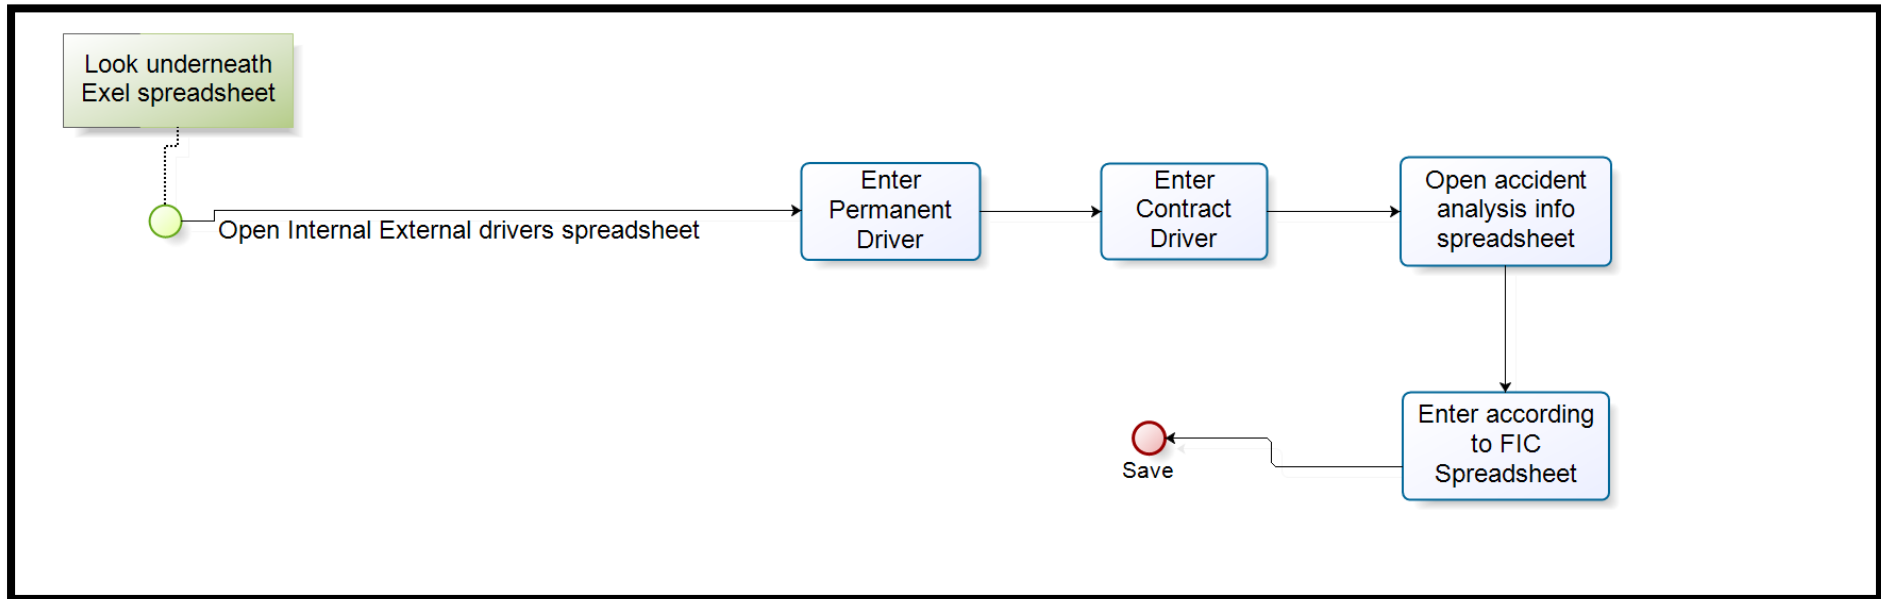 Look underneath
Exel spreadsheet
Open Internal External drivers spreadsheet
Enter
Permanent
Driver
Enter
Contract
Driver
Open accident
analysis info
spreadsheet
Enter according
to FIC
Spreadsheet
Save